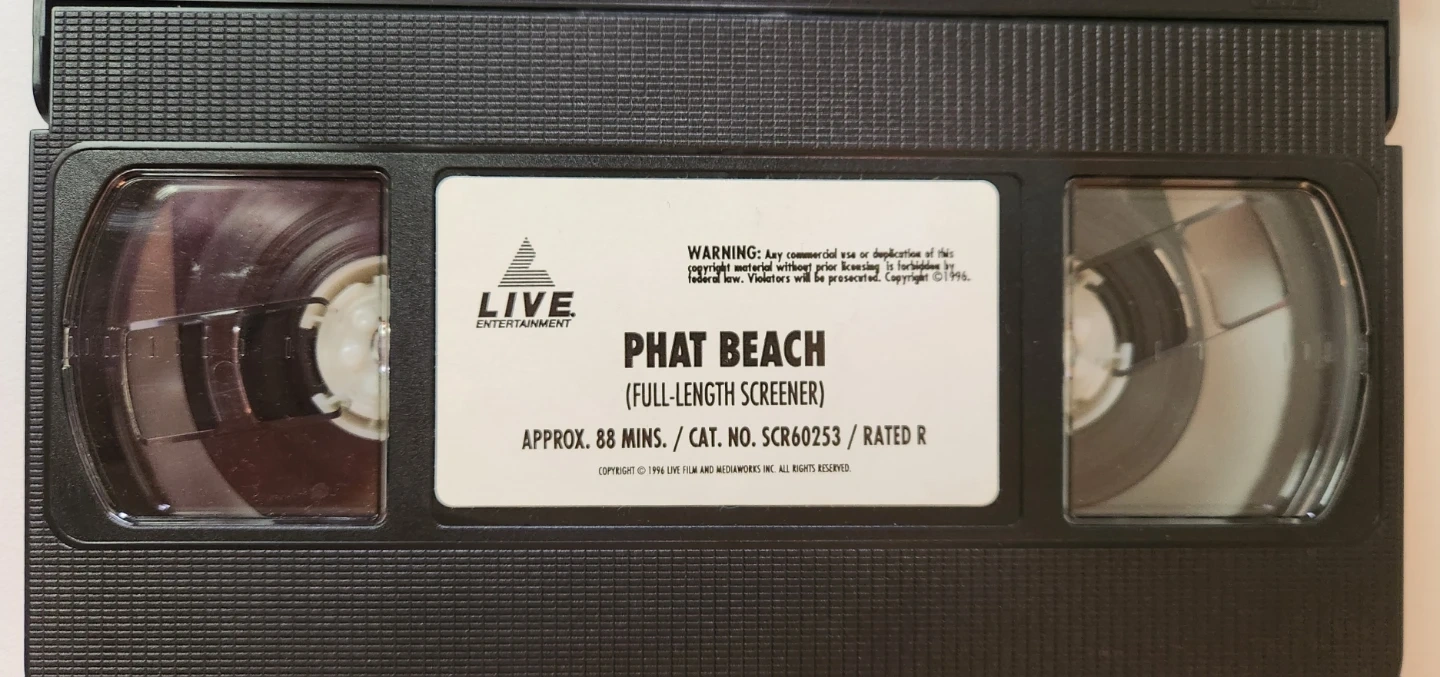 LIVE.
ENTERTAINMENT
WARNING: Any commercial use or duplication of this
copyright material without prior licensing is forbidden by
federal law. Violators will be prosecuted. Copyright ©1996.
PHAT BEACH
(FULL-LENGTH SCREENER)
APPROX. 88 MINS. / CAT. NO. SCR60253 / RATED R
COPYRIGHT © 1996 LIVE FILM AND MEDIAWORKS INC. ALL RIGHTS RESERVED.